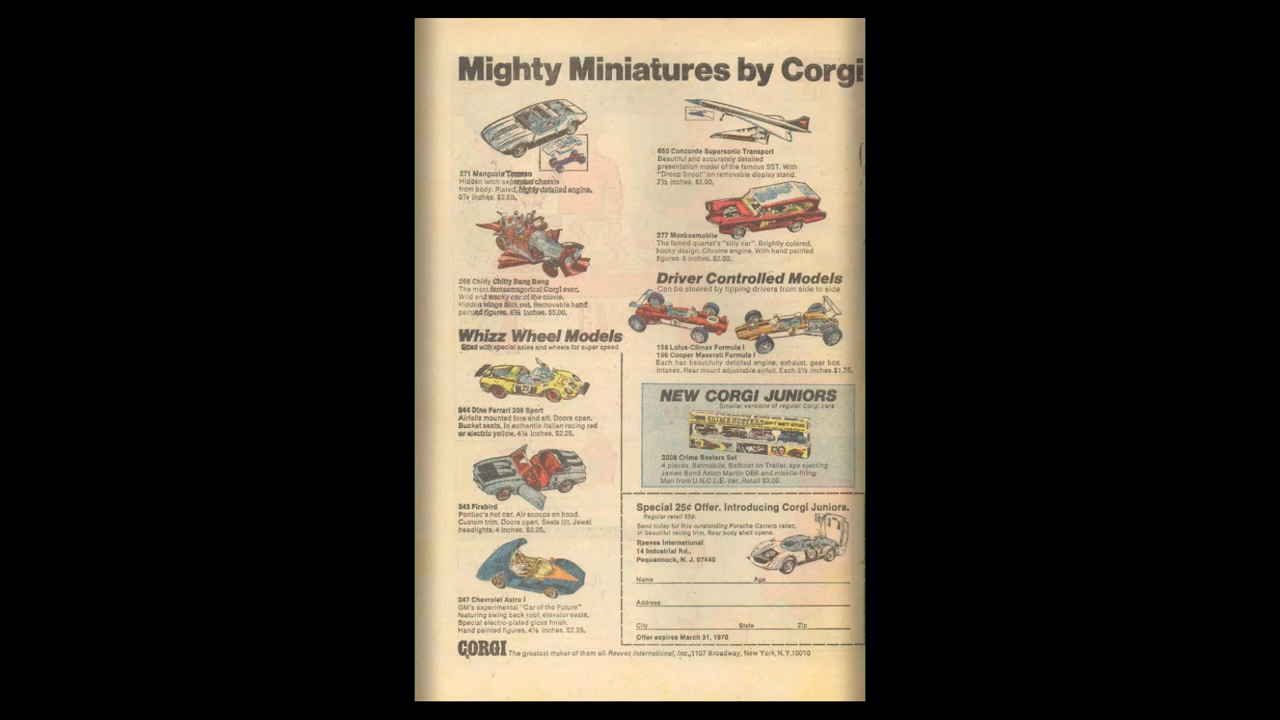 Mighty Miniatures by Corgi
271 Manguste Tomaso
Hidden latch separates chassis
from body. Plated, highly detailed engine.
3⅞ inches. $2.50.
266 Chitty Chitty Bang Bang
The most fantasmagorical Corgi ever.
Wild and wacky car of the movie.
Hidden wings flick out. Removable hand
painted figures. 6⅛ inches. $5.00.
Whizz Wheel Models
fitted with special axles and wheels for super speed
344 Dino Ferrari 206 Sport
Airfoils mounted fore and aft. Doors open.
Bucket seats. In authentic Italian racing red
or electric yellow. 4⅛ inches. $2.25.
343 Firebird
Pontiac's hot car. Air scoops on hood.
Custom trim. Doors open. Seats tilt. Jewel
headlights. 4 inches. $2.25.
347 Chevrolet Astro I
GM's experimental "Car of the Future"
featuring swing back roof, elevator seats.
Special electro-plated gloss finish.
Hand painted figures. 4⅛ inches. $2.25.
650 Concorde Supersonic Transport
Beautiful and accurately detailed
presentation model of the famous SST. With
"Droop Snout" on removable display stand.
7½ inches. $2.00.
277 Monkeemobile
The famed quartet's "silly car". Brightly colored,
kooky design. Chrome engine. With hand painted
figures. 5 inches. $3.00.
Driver Controlled Models
Can be steered by tipping drivers from side to side
158 Lotus-Climax Formula I
156 Cooper Maserati Formula I
Each has beautifully detailed engine, exhaust, gear box
intakes. Rear mount adjustable airfoil. Each 3½ inches. $1.75.
NEW CORGI JUNIORS
Smaller versions of regular Corgi cars
3008 Crime Busters Set
4 pieces. Batmobile, Batboat on Trailer, spy ejecting
James Bond Aston Martin DB6 and missile-firing
Man from U.N.C.L.E. car. Retail $3.00.
Special 25¢ Offer. Introducing Corgi Juniors.
Regular retail 55¢.
Send today for this outstanding Porsche Carrera racer.
In beautiful racing trim. Rear body shell opens.
Reeves International
14 Industrial Rd.,
Pequannock, N. J. 07440
Name Age
Address
City State Zip
Offer expires March 31, 1970
CORGI The greatest maker of them all. Reeves International, Inc., 1107 Broadway, New York, N.Y. 10010